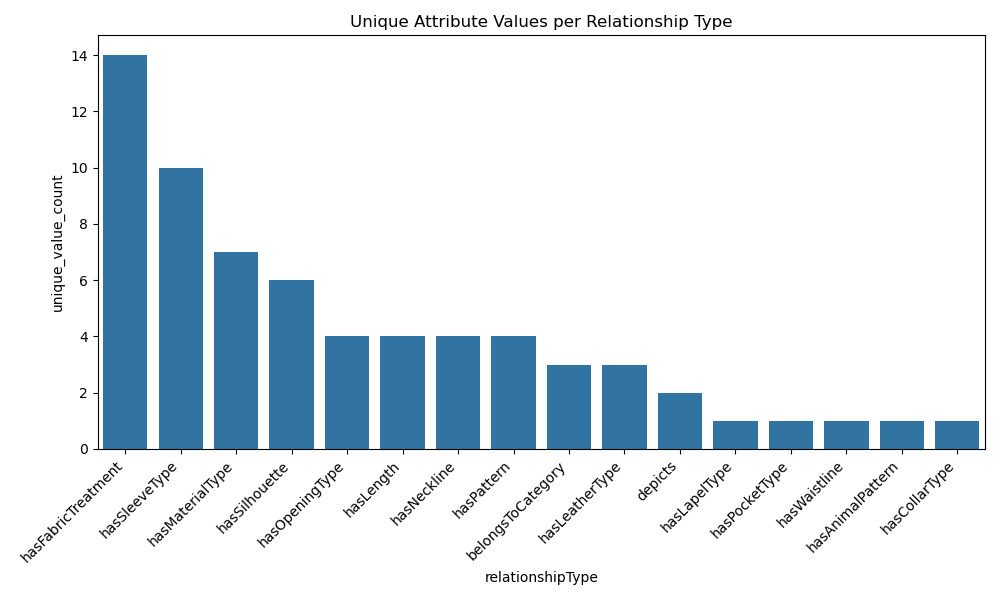 Unique Attribute Values per Relationship Type
unique_value_count
14
12
10
8
6
4
2
0
hasFabricTreatment
hasSleeveType
hasMaterialType
hasSilhouette
hasOpeningType
hasLength
hasNeckline
hasPattern
belongsToCategory
hasLeatherType
depicts
hasLapelType
hasPocketType
hasWaistline
hasAnimalPattern
hasCollarType
relationshipType